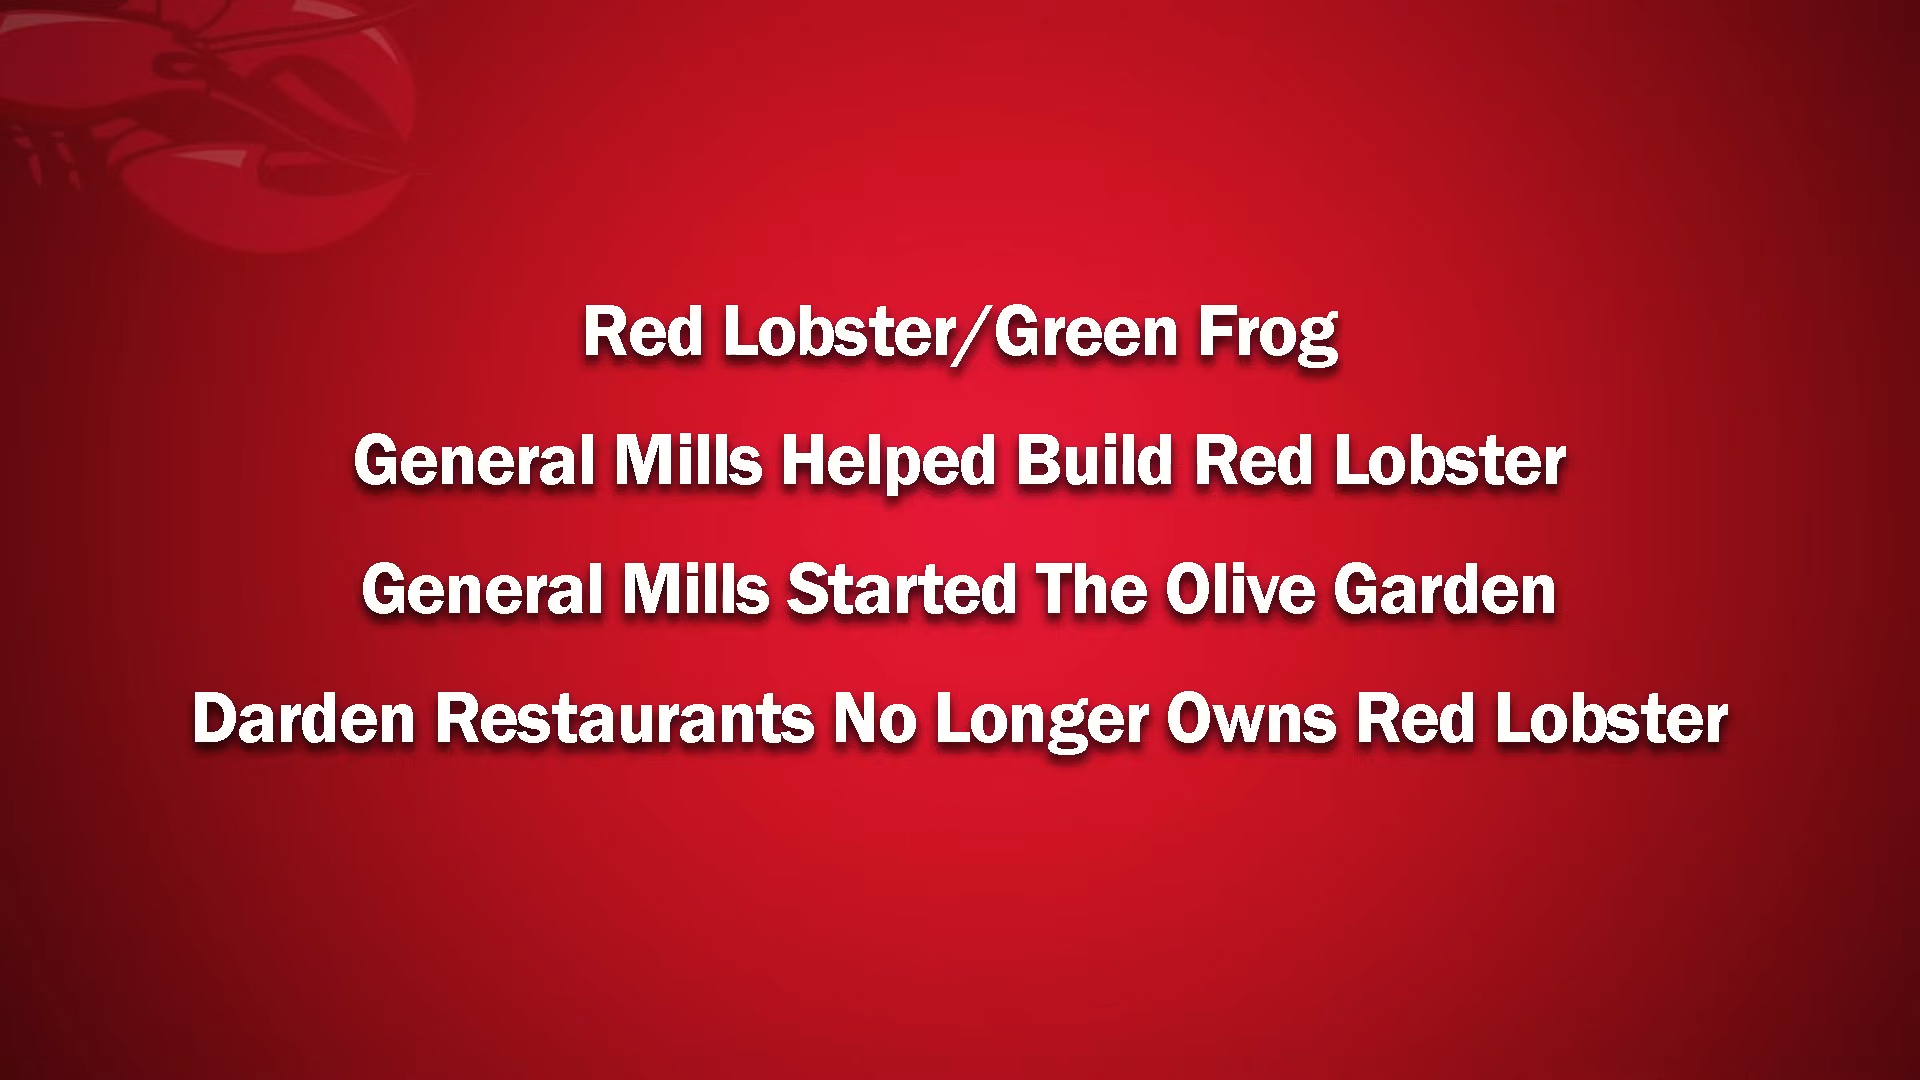 Red Lobster/Green Frog
General Mills Helped Build Red Lobster
General Mills Started The Olive Garden
Darden Restaurants No Longer Owns Red Lobster